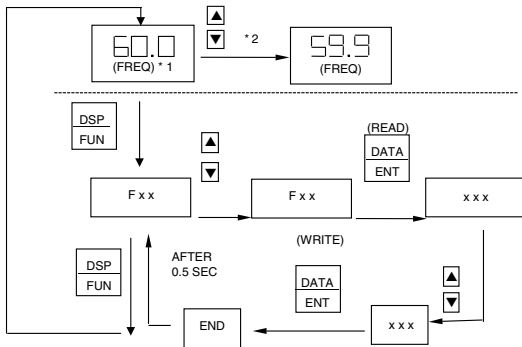 60.0
(FREQ) * 1
▲
▼
* 2
59.9
(FREQ)
DSP
FUN
▲
▼
(READ)
DATA
ENT
F x x
F x x
x x x
(WRITE)
AFTER
0.5 SEC
DSP
FUN
DATA
ENT
▲
▼
END
x x x